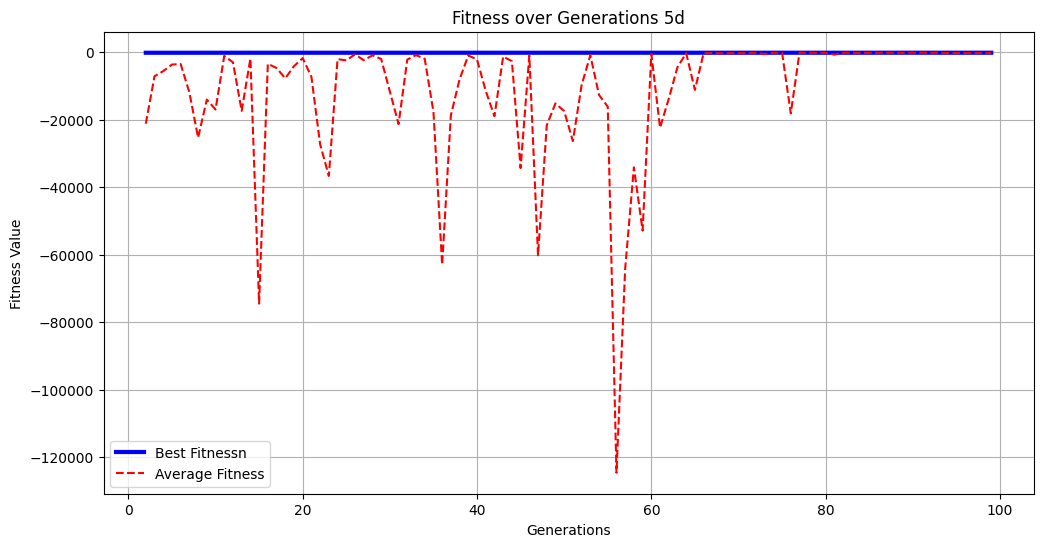 Fitness over Generations 5d
Fitness Value
0
−20000
−40000
−60000
−80000
−100000
−120000
Best Fitnessn
Average Fitness
0 20 40 60 80 100
Generations